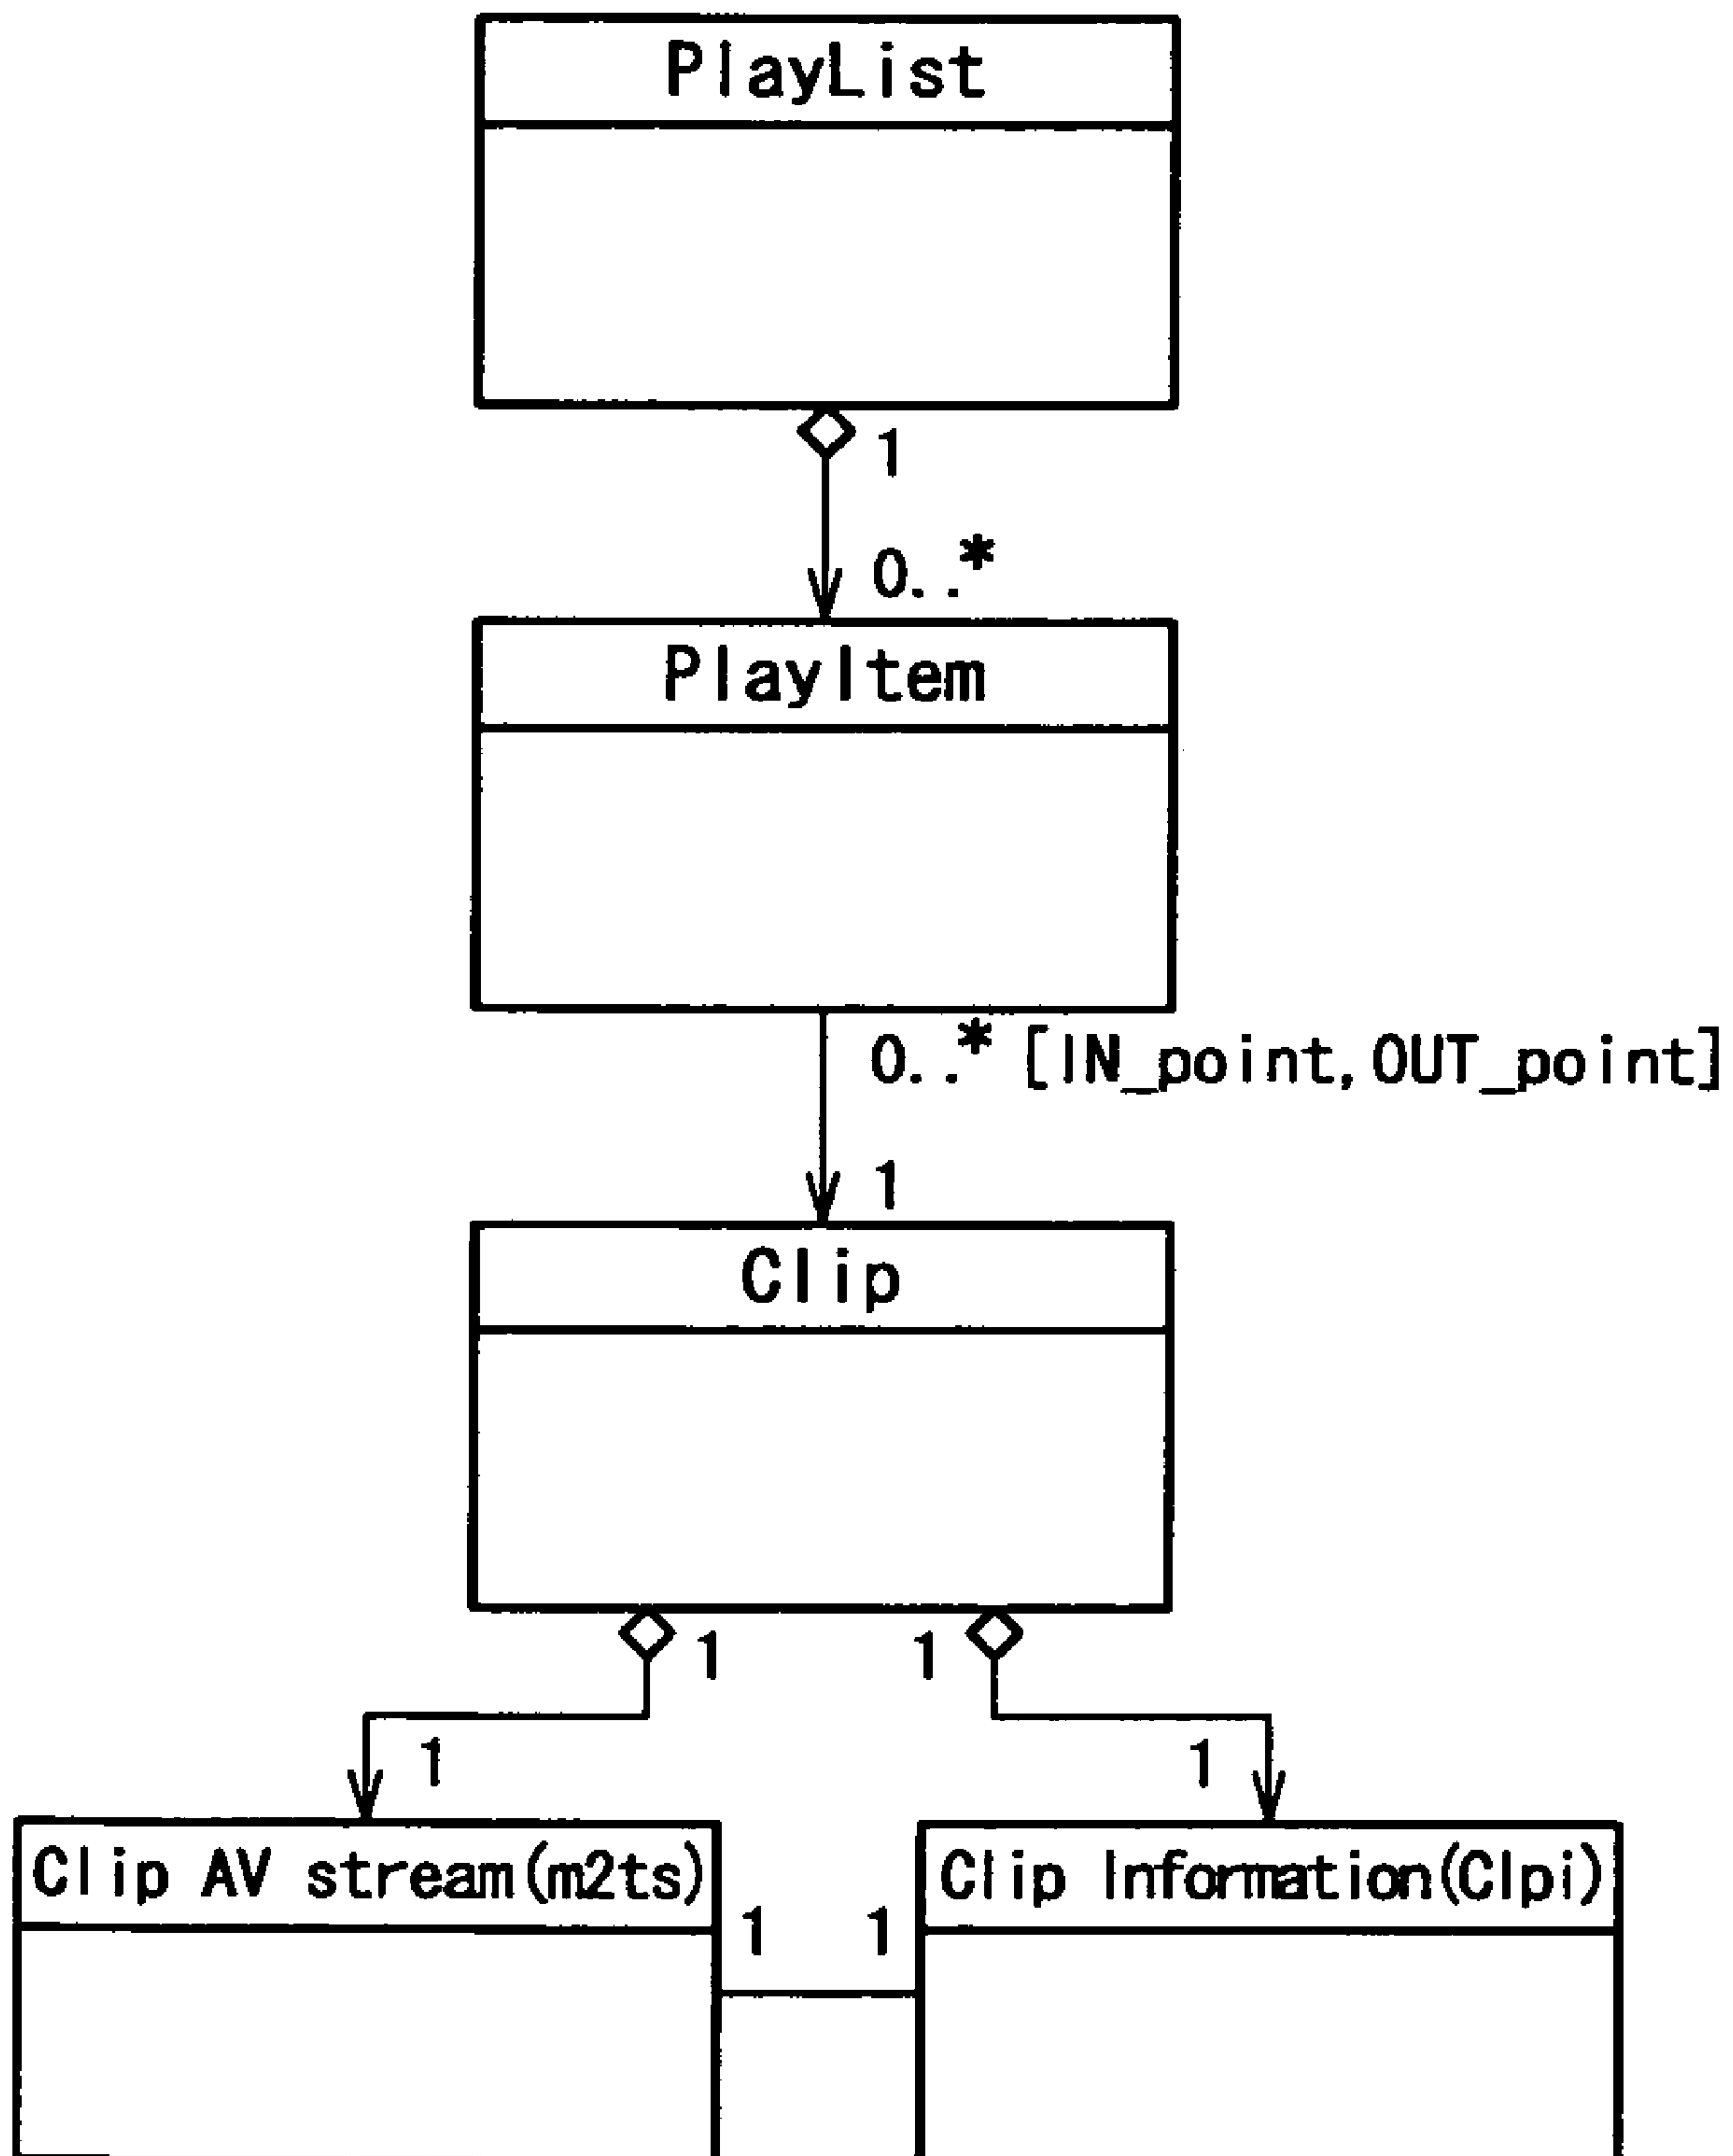 PlayList
1
0..*
PlayItem
0..* [IN_point, OUT_point]
1
Clip
1 1
1 1
Clip AV stream(m2ts) Clip Information(Clpi)
1 1